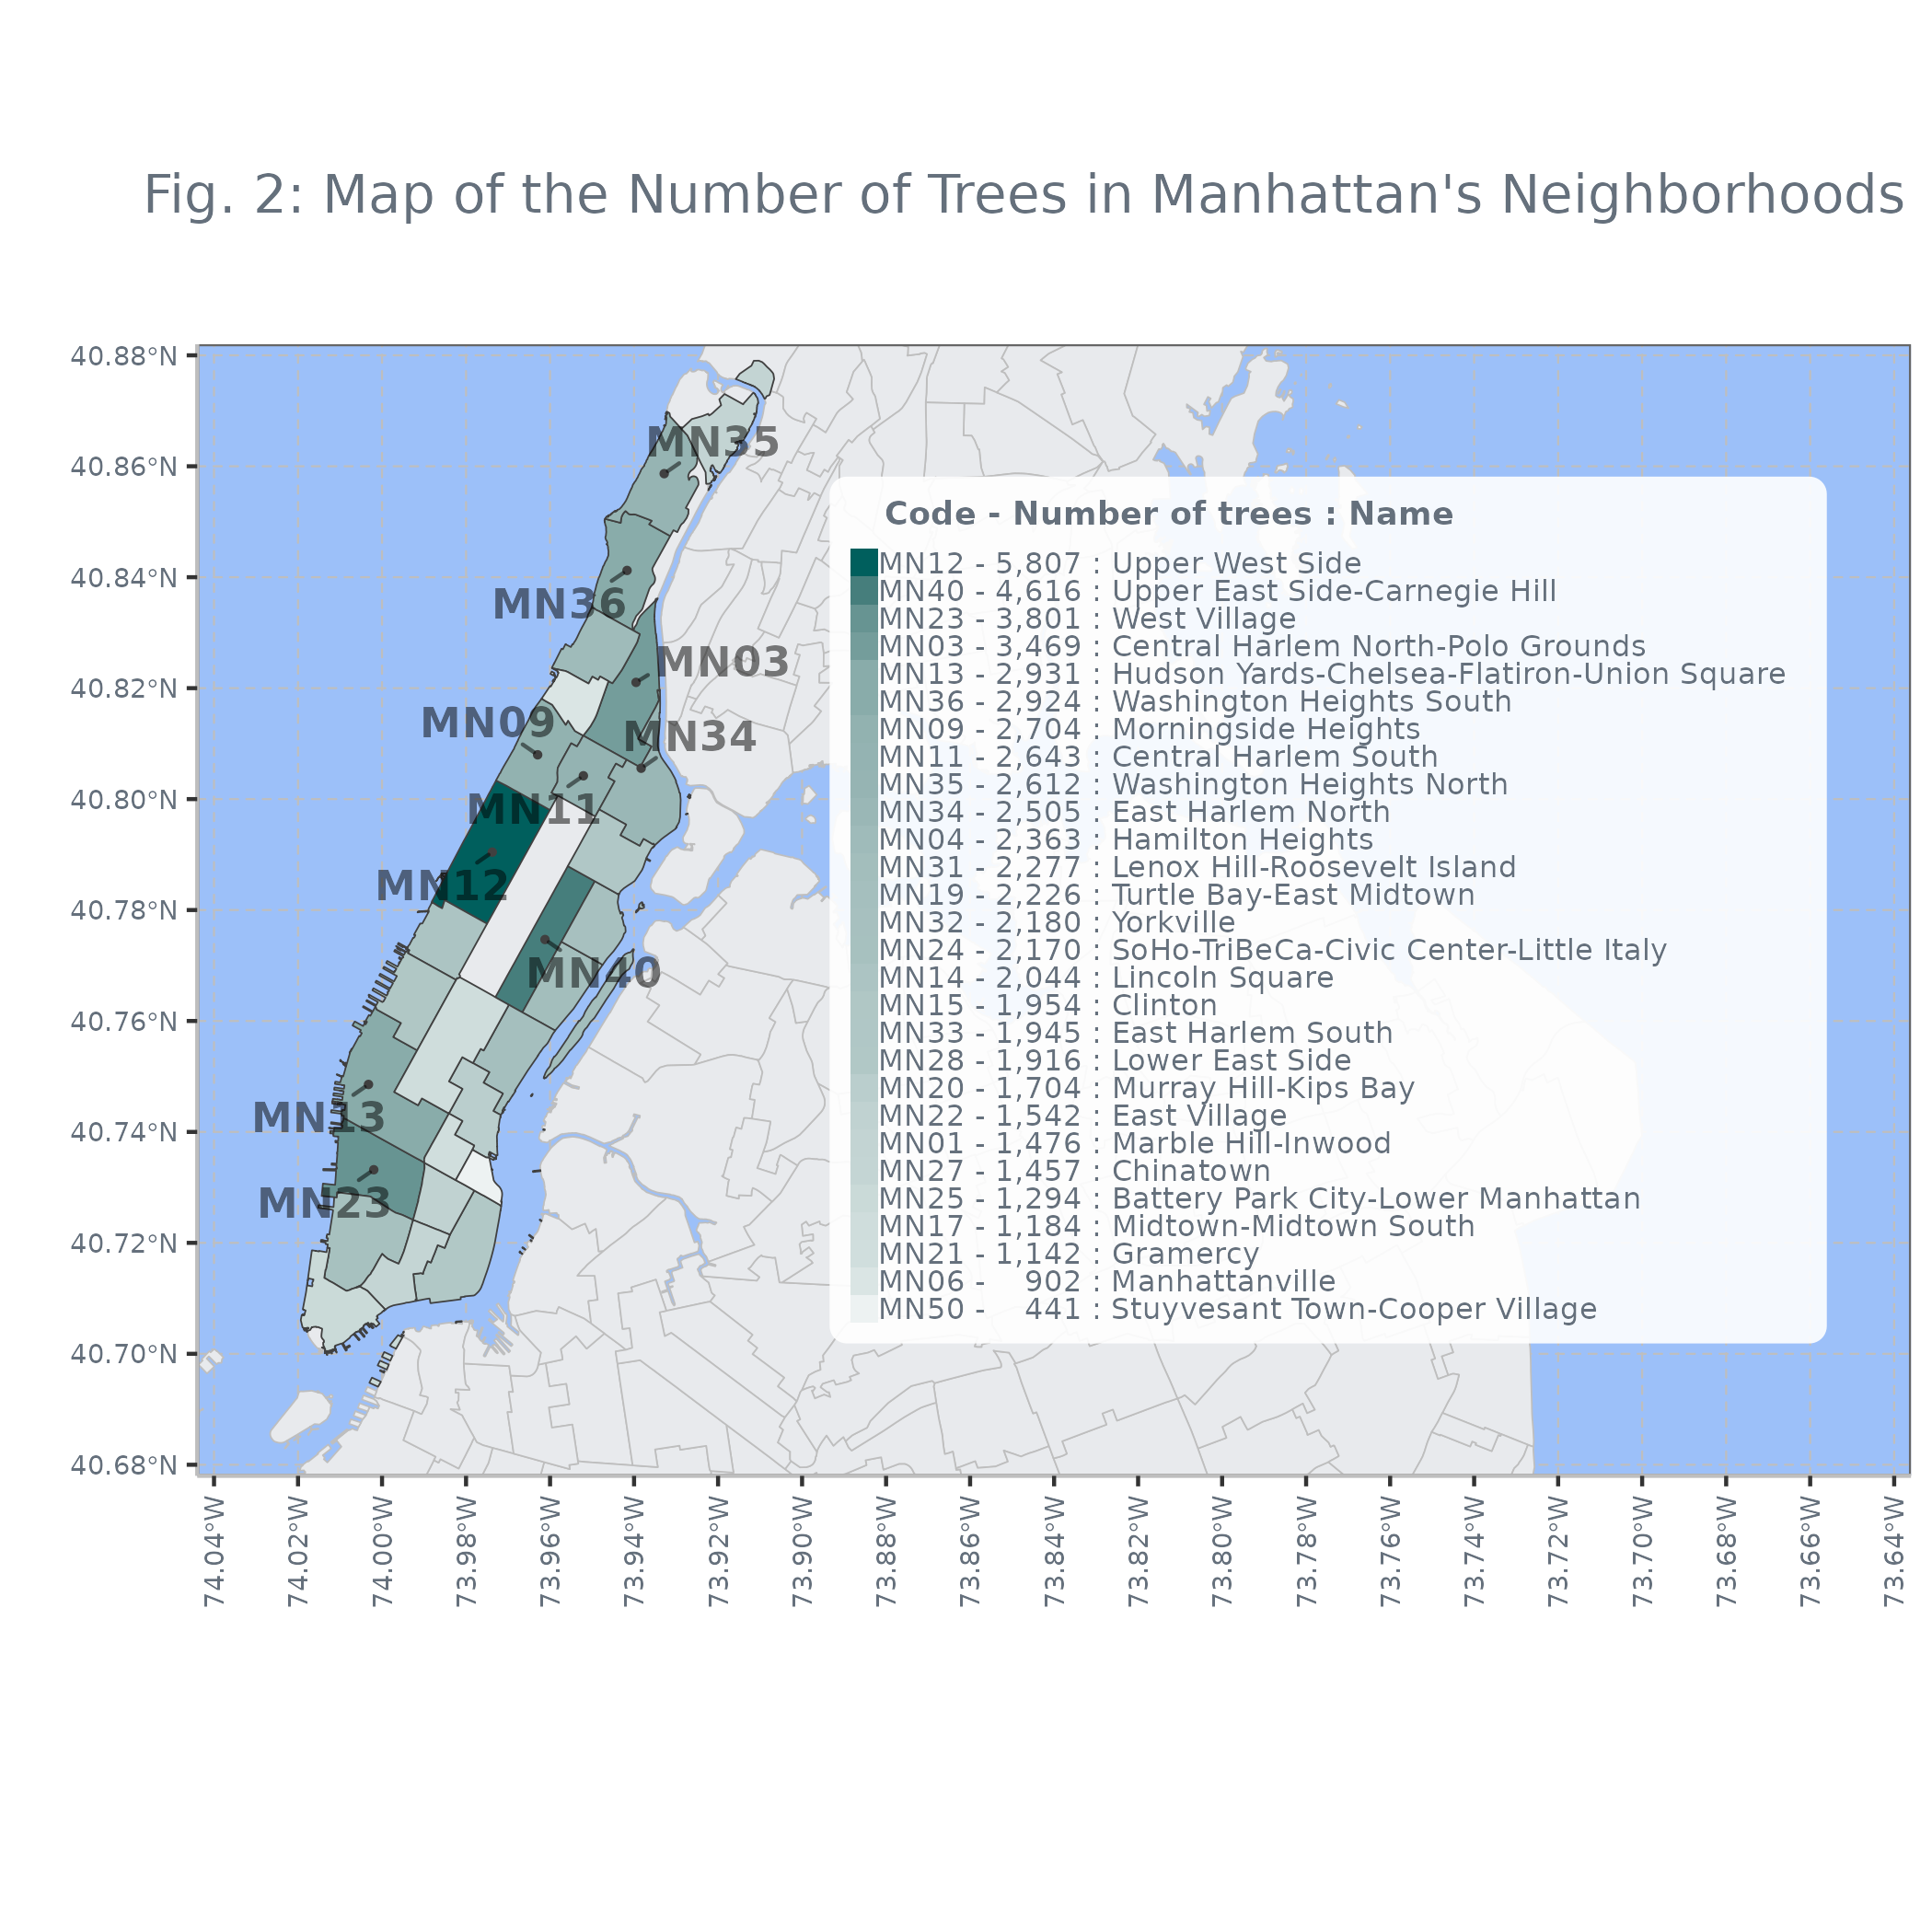 Fig. 2: Map of the Number of Trees in Manhattan's Neighborhoods
40.88°N
40.86°N
40.84°N
40.82°N
40.80°N
40.78°N
40.76°N
40.74°N
40.72°N
40.70°N
40.68°N
MN35
MN36
MN03
MN09
MN34
MN11
MN12
MN40
MN13
MN23
Code - Number of trees : Name
MN12 - 5,807 : Upper West Side
MN40 - 4,616 : Upper East Side-Carnegie Hill
MN23 - 3,801 : West Village
MN03 - 3,469 : Central Harlem North-Polo Grounds
MN13 - 2,931 : Hudson Yards-Chelsea-Flatiron-Union Square
MN36 - 2,924 : Washington Heights South
MN09 - 2,704 : Morningside Heights
MN11 - 2,643 : Central Harlem South
MN35 - 2,612 : Washington Heights North
MN34 - 2,505 : East Harlem North
MN04 - 2,363 : Hamilton Heights
MN31 - 2,277 : Lenox Hill-Roosevelt Island
MN19 - 2,226 : Turtle Bay-East Midtown
MN32 - 2,180 : Yorkville
MN24 - 2,170 : SoHo-TriBeCa-Civic Center-Little Italy
MN14 - 2,044 : Lincoln Square
MN15 - 1,954 : Clinton
MN33 - 1,945 : East Harlem South
MN28 - 1,916 : Lower East Side
MN20 - 1,704 : Murray Hill-Kips Bay
MN22 - 1,542 : East Village
MN01 - 1,476 : Marble Hill-Inwood
MN27 - 1,457 : Chinatown
MN25 - 1,294 : Battery Park City-Lower Manhattan
MN17 - 1,184 : Midtown-Midtown South
MN21 - 1,142 : Gramercy
MN06 - 902 : Manhattanville
MN50 - 441 : Stuyvesant Town-Cooper Village
74.04°W
74.02°W
74.00°W
73.98°W
73.96°W
73.94°W
73.92°W
73.90°W
73.88°W
73.86°W
73.84°W
73.82°W
73.80°W
73.78°W
73.76°W
73.74°W
73.72°W
73.70°W
73.68°W
73.66°W
73.64°W